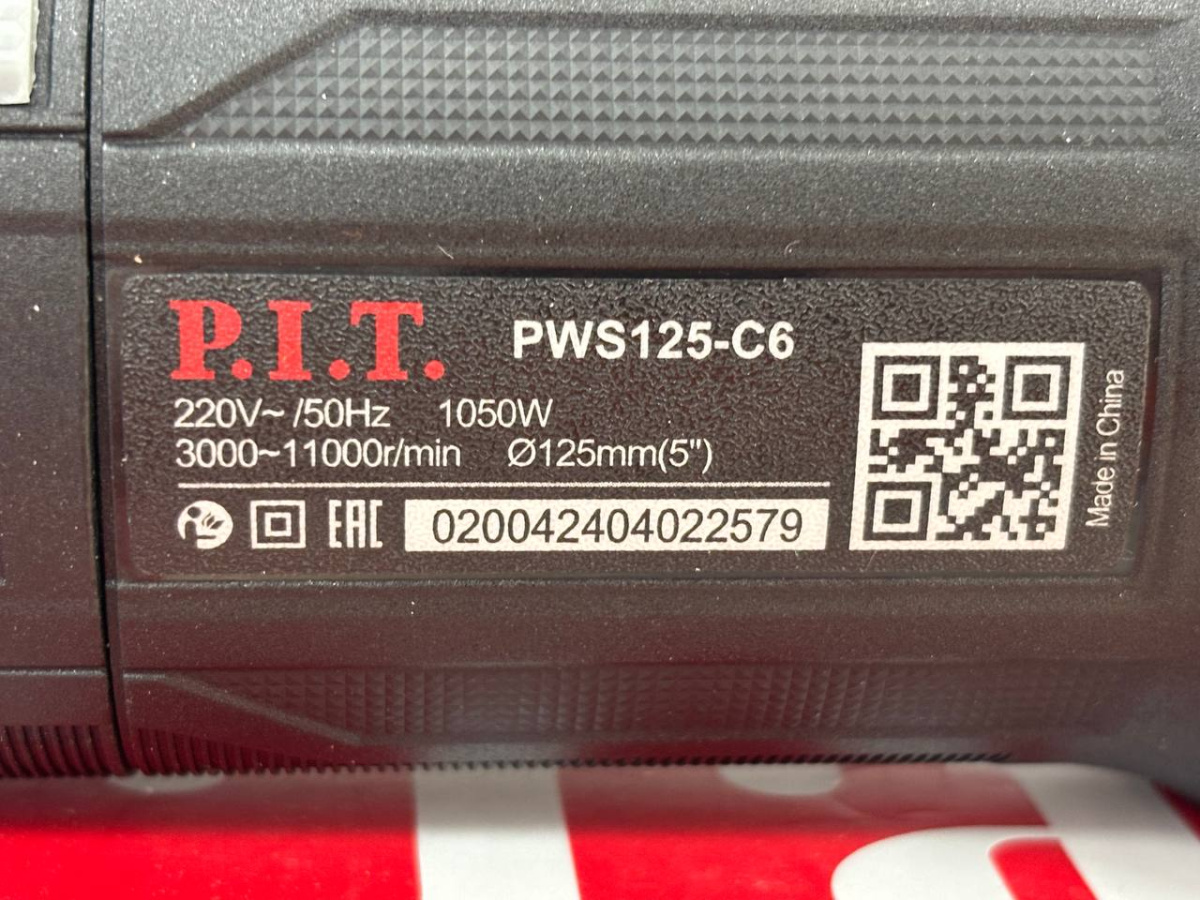 P.I.T. PWS125-C6
220V~ /50Hz 1050W
3000~11000r/min Ø125mm(5")
EAC 020042404022579
Made in China